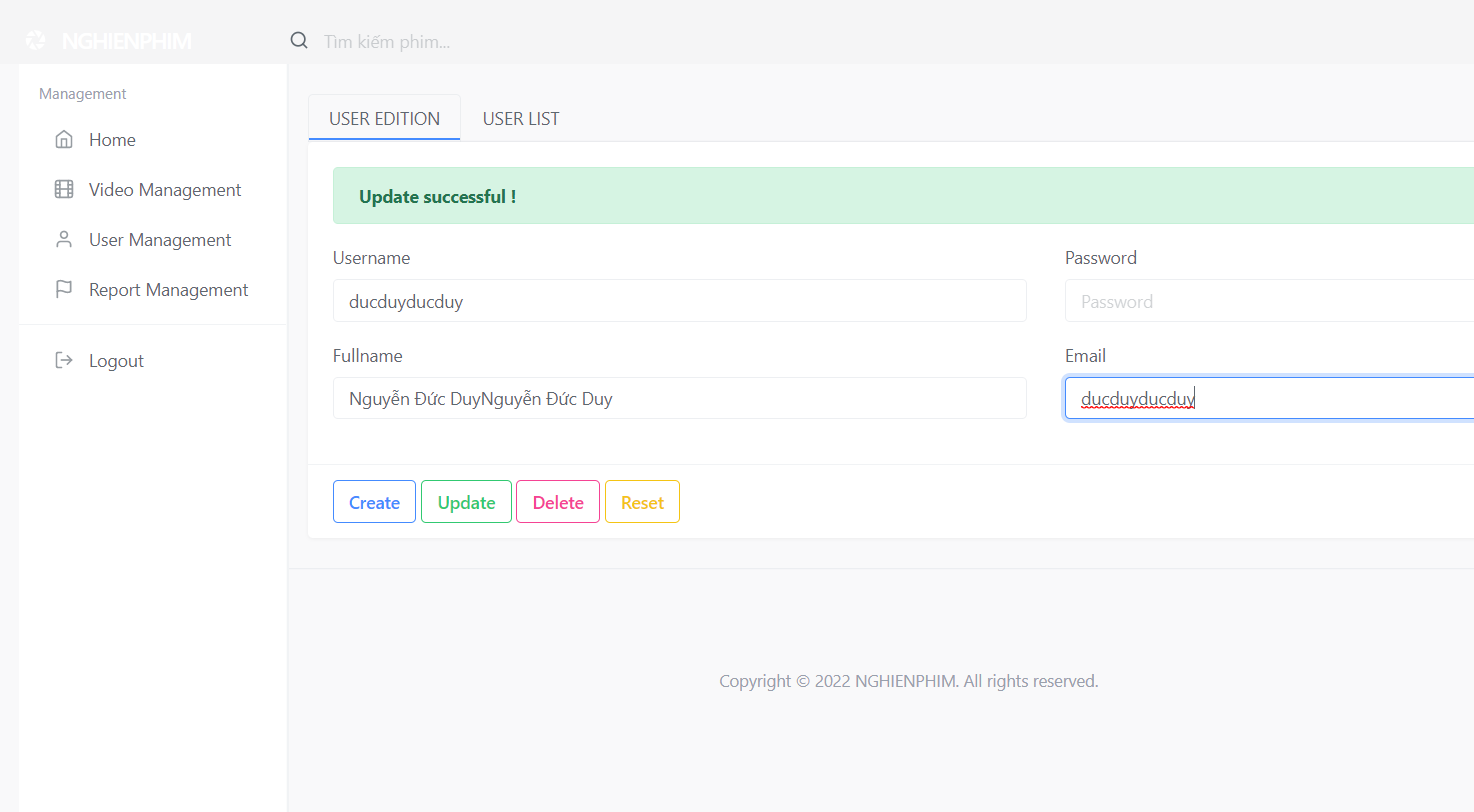 NGHIENPHIM
Tìm kiếm phim...
Management
Home
Video Management
User Management
Report Management
Logout
USER EDITION
USER LIST
Update successful !
Username
ducduyducduy
Password
Password
Fullname
Nguyễn Đức DuyNguyễn Đức Duy
Email
ducduyducduy
Create
Update
Delete
Reset
Copyright © 2022 NGHIENPHIM. All rights reserved.